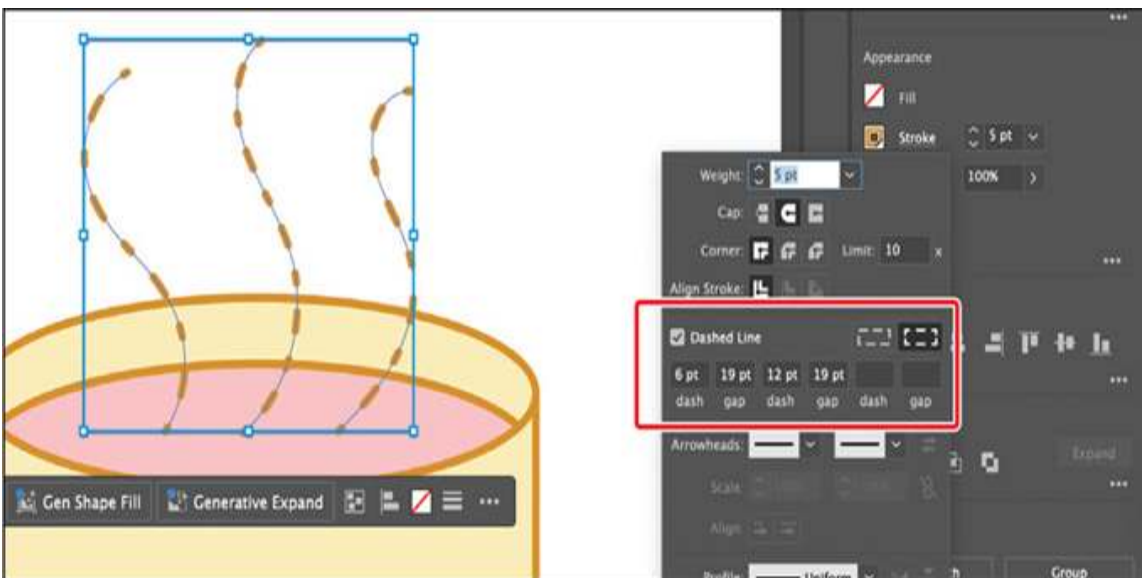 Appearance
Fill
Stroke 5 pt
Weight: 5 pt 100%
Cap:
Corner: Limit: 10 x
Align Stroke:
Dashed Line
6 pt 19 pt 12 pt 19 pt
dash gap dash gap dash gap
Arrowheads: Expand
Scale:
Gen Shape Fill Generative Expand
Align:
Profile: Uniform
Group